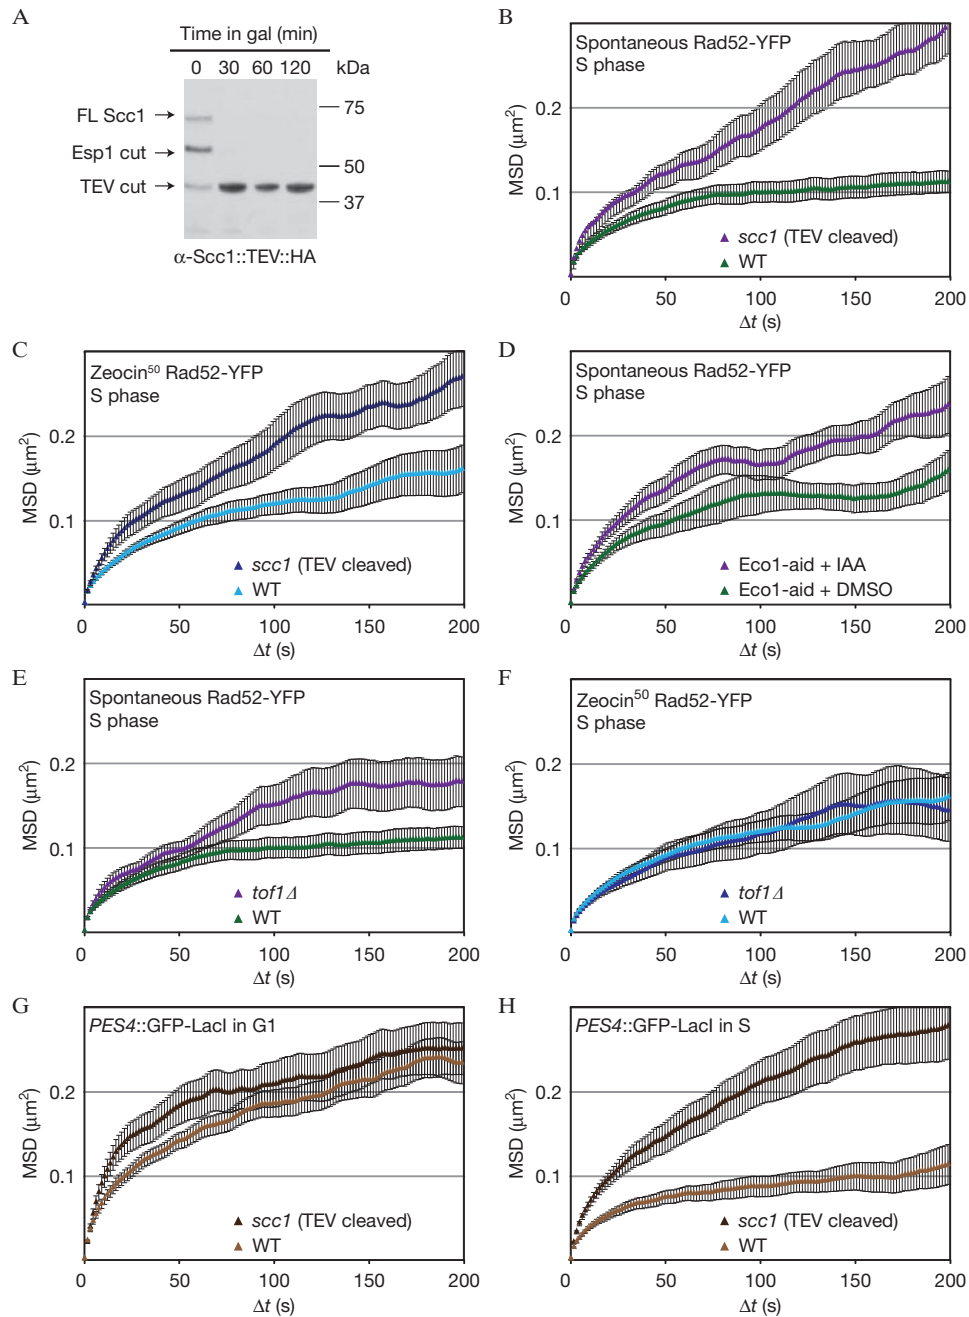 A
Time in gal (min)
0 30 60 120 kDa
FL Scc1
Esp1 cut
TEV cut
75
50
37
α-Scc1::TEV::HA
B
Spontaneous Rad52-YFP
S phase
MSD (μm²)
0.2
0.1
scc1 (TEV cleaved)
WT
0 50 100 150 200
Δt (s)
C
Zeocin⁵⁰ Rad52-YFP
S phase
MSD (μm²)
0.2
0.1
scc1 (TEV cleaved)
WT
0 50 100 150 200
Δt (s)
D
Spontaneous Rad52-YFP
S phase
MSD (μm²)
0.2
0.1
Eco1-aid + IAA
Eco1-aid + DMSO
0 50 100 150 200
Δt (s)
E
Spontaneous Rad52-YFP
S phase
MSD (μm²)
0.2
0.1
tof1Δ
WT
0 50 100 150 200
Δt (s)
F
Zeocin⁵⁰ Rad52-YFP
S phase
MSD (μm²)
0.2
0.1
tof1Δ
WT
0 50 100 150 200
Δt (s)
G
PES4::GFP-LacI in G1
MSD (μm²)
0.2
0.1
scc1 (TEV cleaved)
WT
0 50 100 150 200
Δt (s)
H
PES4::GFP-LacI in S
MSD (μm²)
0.2
0.1
scc1 (TEV cleaved)
WT
0 50 100 150 200
Δt (s)